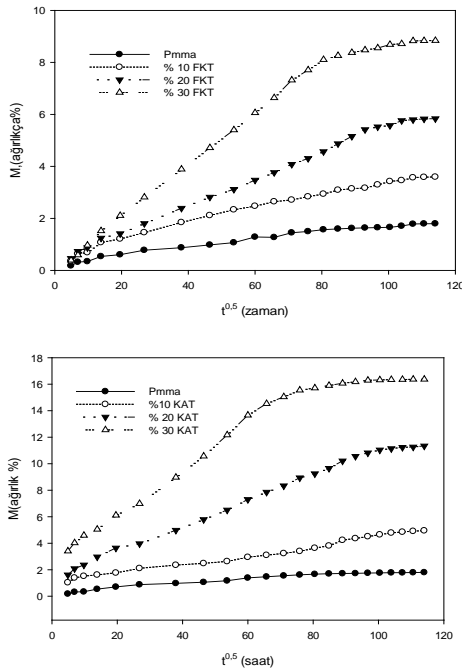 10
8
6
4
2
0
M,(ağırlıkça%)
Pmma
% 10 FKT
% 20 FKT
% 30 FKT
0 20 40 60 80 100 120
t0,5 (zaman)
18
16
14
12
10
8
6
4
2
0
M(ağırlık %)
Pmma
%10 KAT
% 20 KAT
% 30 KAT
0 20 40 60 80 100 120
t0,5 (saat)